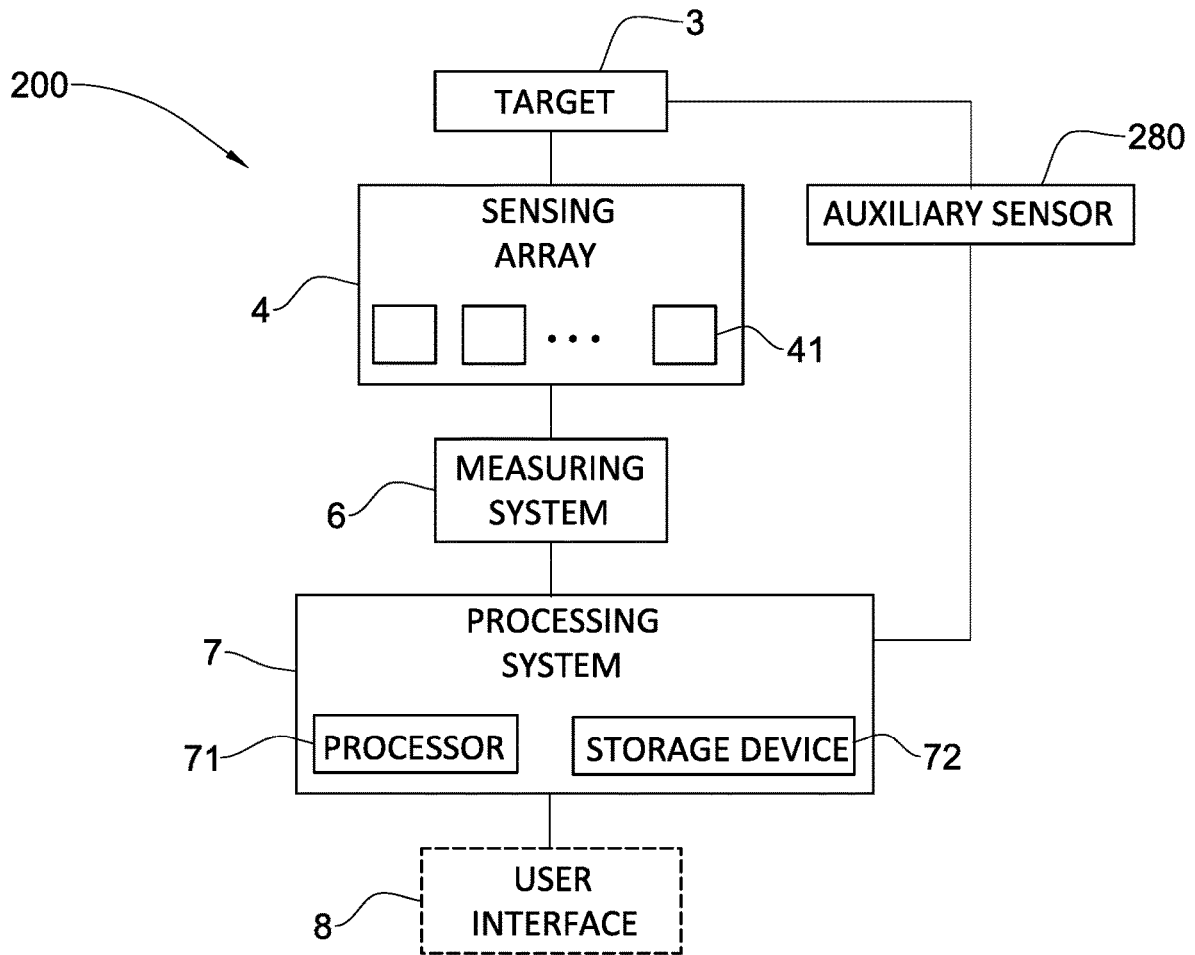 3
200
TARGET
280
SENSING
ARRAY
AUXILIARY SENSOR
4
...
41
MEASURING
SYSTEM
6
PROCESSING
SYSTEM
7
71
PROCESSOR
STORAGE DEVICE
72
USER
INTERFACE
8